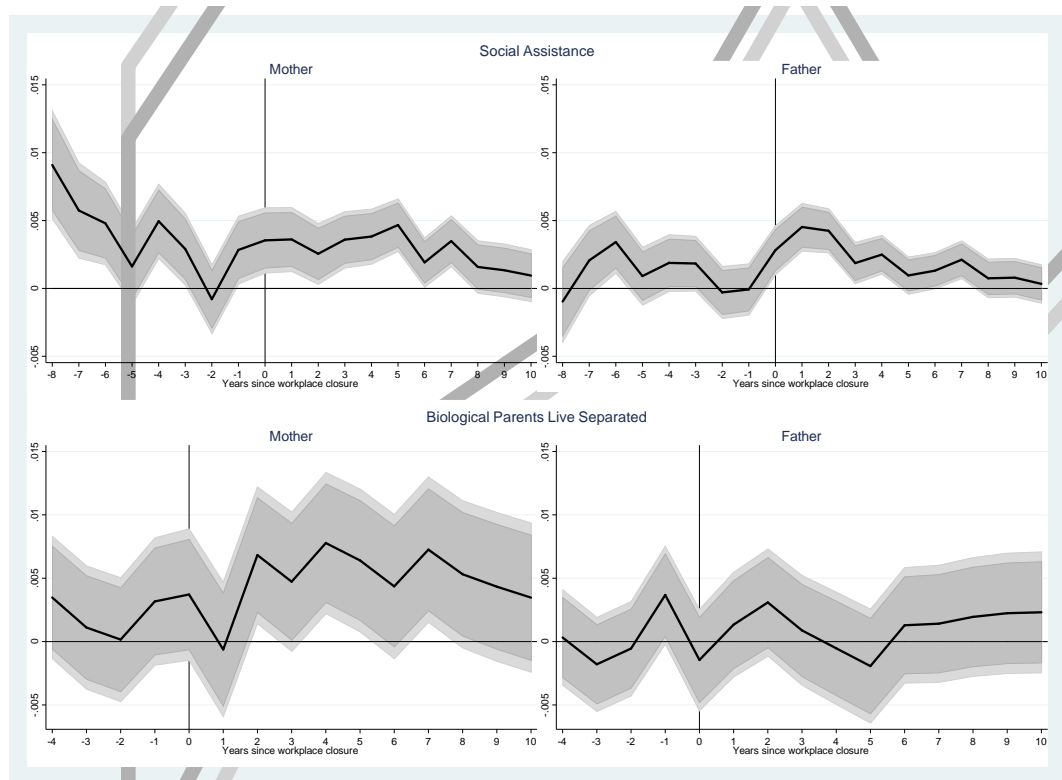 Social Assistance
Mother
Father
.015
.01
.005
0
-.005
-8 -7 -6 -5 -4 -3 -2 -1 0 1 2 3 4 5 6 7 8 9 10
Years since workplace closure
.015
.01
.005
0
-.005
-8 -7 -6 -5 -4 -3 -2 -1 0 1 2 3 4 5 6 7 8 9 10
Years since workplace closure
Biological Parents Live Separated
Mother
Father
.015
.01
.005
0
-.005
-4 -3 -2 -1 0 1 2 3 4 5 6 7 8 9 10
Years since workplace closure
.015
.01
.005
0
-.005
-4 -3 -2 -1 0 1 2 3 4 5 6 7 8 9 10
Years since workplace closure